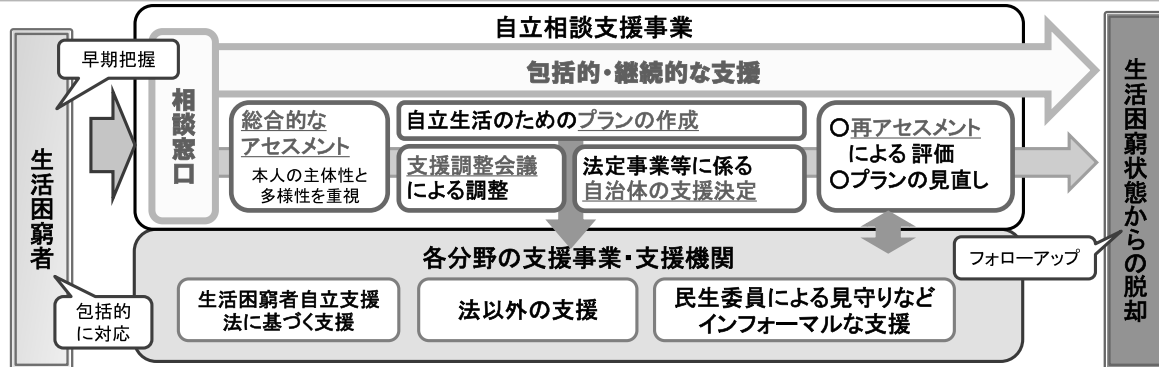 自立相談支援事業
早期把握
包括的・継続的な支援
生活困窮者
相談窓口
総合的な
アセスメント
本人の主体性と
多様性を重視
自立生活のためのプランの作成
支援調整会議
による調整
法定事業等に係る
自治体の支援決定
○再アセスメント
による評価
○プランの見直し
生活困窮状態からの脱却
フォローアップ
包括的
に対応
各分野の支援事業・支援機関
生活困窮者自立支援
法に基づく支援
法以外の支援
民生委員による見守りなど
インフォーマルな支援